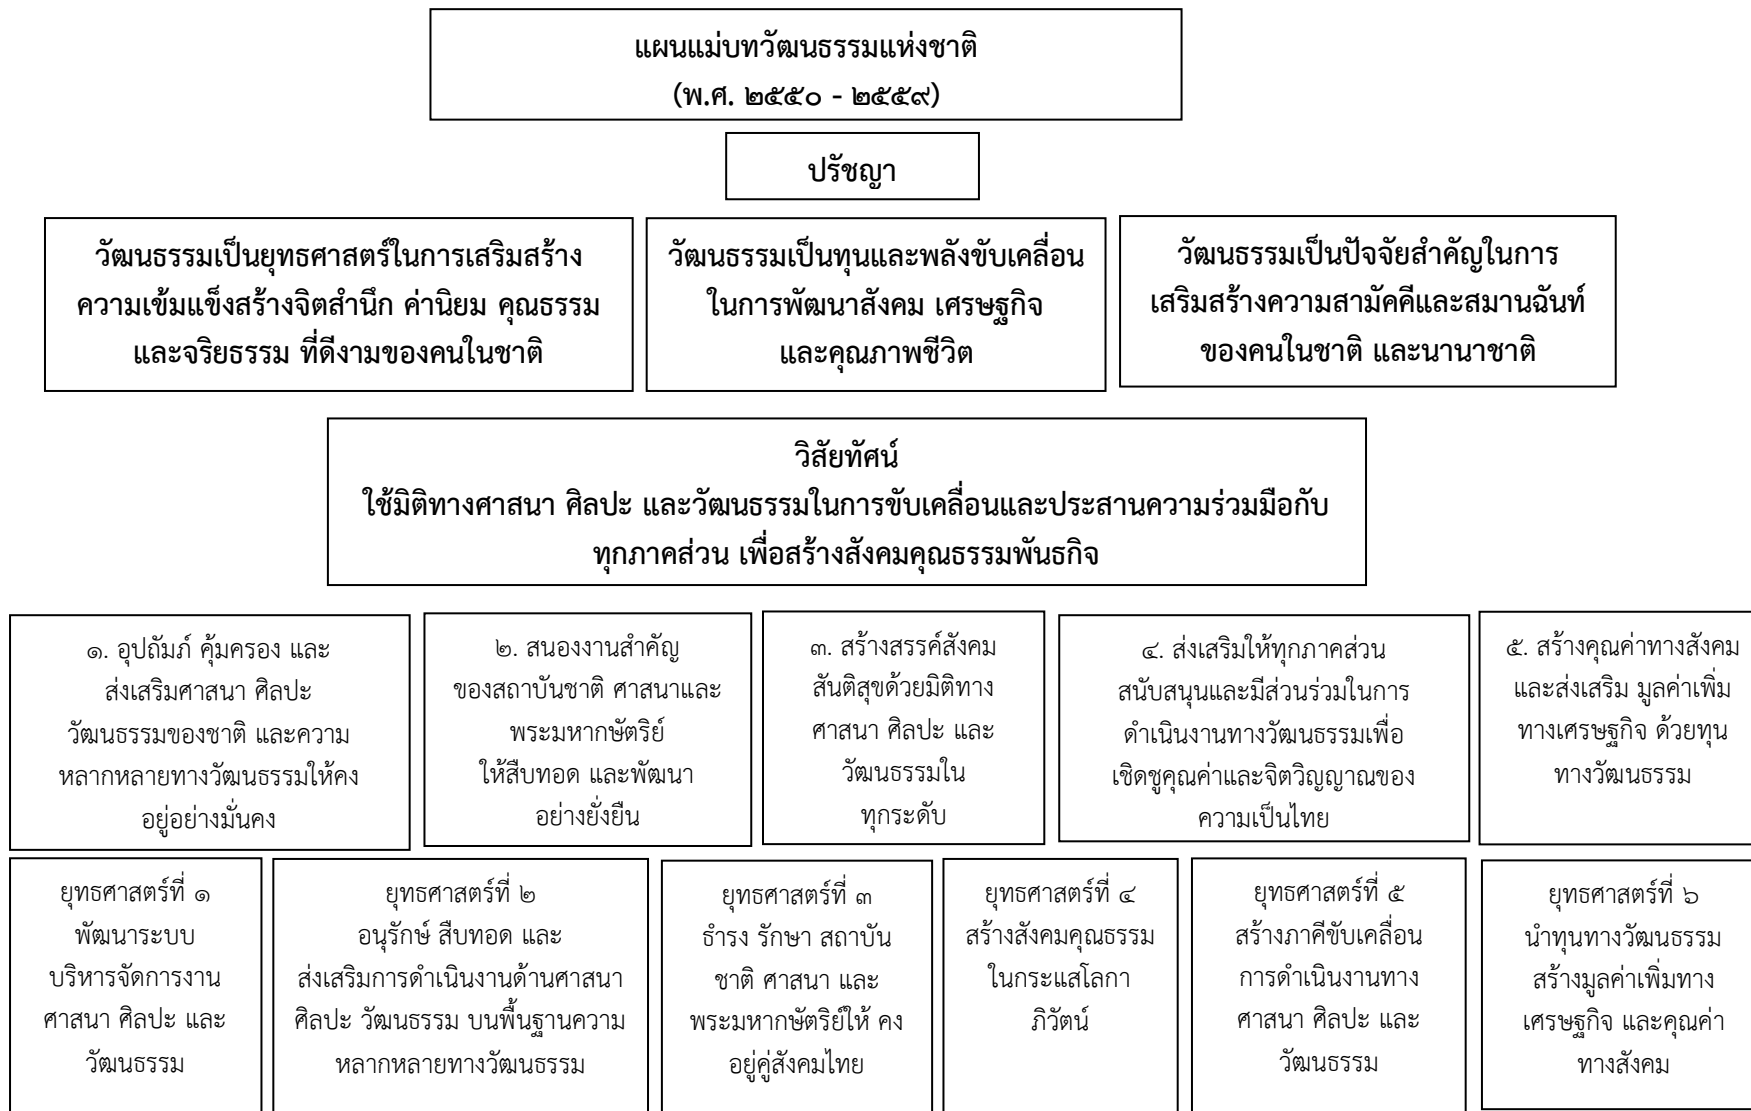 แผนแม่บทวัฒนธรรมแห่งชาติ
(พ.ศ. ๒๕๕๐ - ๒๕๕๙)
ปรัชญา
วัฒนธรรมเป็นยุทธศาสตร์ในการเสริมสร้าง
ความเข้มแข็งสร้างจิตสำนึก ค่านิยม คุณธรรม
และจริยธรรม ที่ดีงามของคนในชาติ
วัฒนธรรมเป็นทุนและพลังขับเคลื่อน
ในการพัฒนาสังคม เศรษฐกิจ
และคุณภาพชีวิต
วัฒนธรรมเป็นปัจจัยสำคัญในการ
เสริมสร้างความสามัคคีและสมานฉันท์
ของคนในชาติ และนานาชาติ
วิสัยทัศน์
ใช้มิติทางศาสนา ศิลปะ และวัฒนธรรมในการขับเคลื่อนและประสานความร่วมมือกับ
ทุกภาคส่วน เพื่อสร้างสังคมคุณธรรมพันธกิจ
๑. อุปถัมภ์ คุ้มครอง และ
ส่งเสริมศาสนา ศิลปะ
วัฒนธรรมของชาติ และความ
หลากหลายทางวัฒนธรรมให้คง
อยู่อย่างมั่นคง
๒. สนองงานสำคัญ
ของสถาบันชาติ ศาสนาและ
พระมหากษัตริย์
ให้สืบทอด และพัฒนา
อย่างยั่งยืน
๓. สร้างสรรค์สังคม
สันติสุขด้วยมิติทาง
ศาสนา ศิลปะ และ
วัฒนธรรมใน
ทุกระดับ
๔. ส่งเสริมให้ทุกภาคส่วน
สนับสนุนและมีส่วนร่วมในการ
ดำเนินงานทางวัฒนธรรมเพื่อ
เชิดชูคุณค่าและจิตวิญญาณของ
ความเป็นไทย
๕. สร้างคุณค่าทางสังคม
และส่งเสริม มูลค่าเพิ่ม
ทางเศรษฐกิจ ด้วยทุน
ทางวัฒนธรรม
ยุทธศาสตร์ที่ ๑
พัฒนาระบบ
บริหารจัดการงาน
ศาสนา ศิลปะ และ
วัฒนธรรม
ยุทธศาสตร์ที่ ๒
อนุรักษ์ สืบทอด และ
ส่งเสริมการดำเนินงานด้านศาสนา
ศิลปะ วัฒนธรรม บนพื้นฐานความ
หลากหลายทางวัฒนธรรม
ยุทธศาสตร์ที่ ๓
ธำรง รักษา สถาบัน
ชาติ ศาสนา และ
พระมหากษัตริย์ให้ คง
อยู่คู่สังคมไทย
ยุทธศาสตร์ที่ ๔
สร้างสังคมคุณธรรม
ในกระแสโลกา
ภิวัตน์
ยุทธศาสตร์ที่ ๕
สร้างภาคีขับเคลื่อน
การดำเนินงานทาง
ศาสนา ศิลปะ และ
วัฒนธรรม
ยุทธศาสตร์ที่ ๖
นำทุนทางวัฒนธรรม
สร้างมูลค่าเพิ่มทาง
เศรษฐกิจ และคุณค่า
ทางสังคม